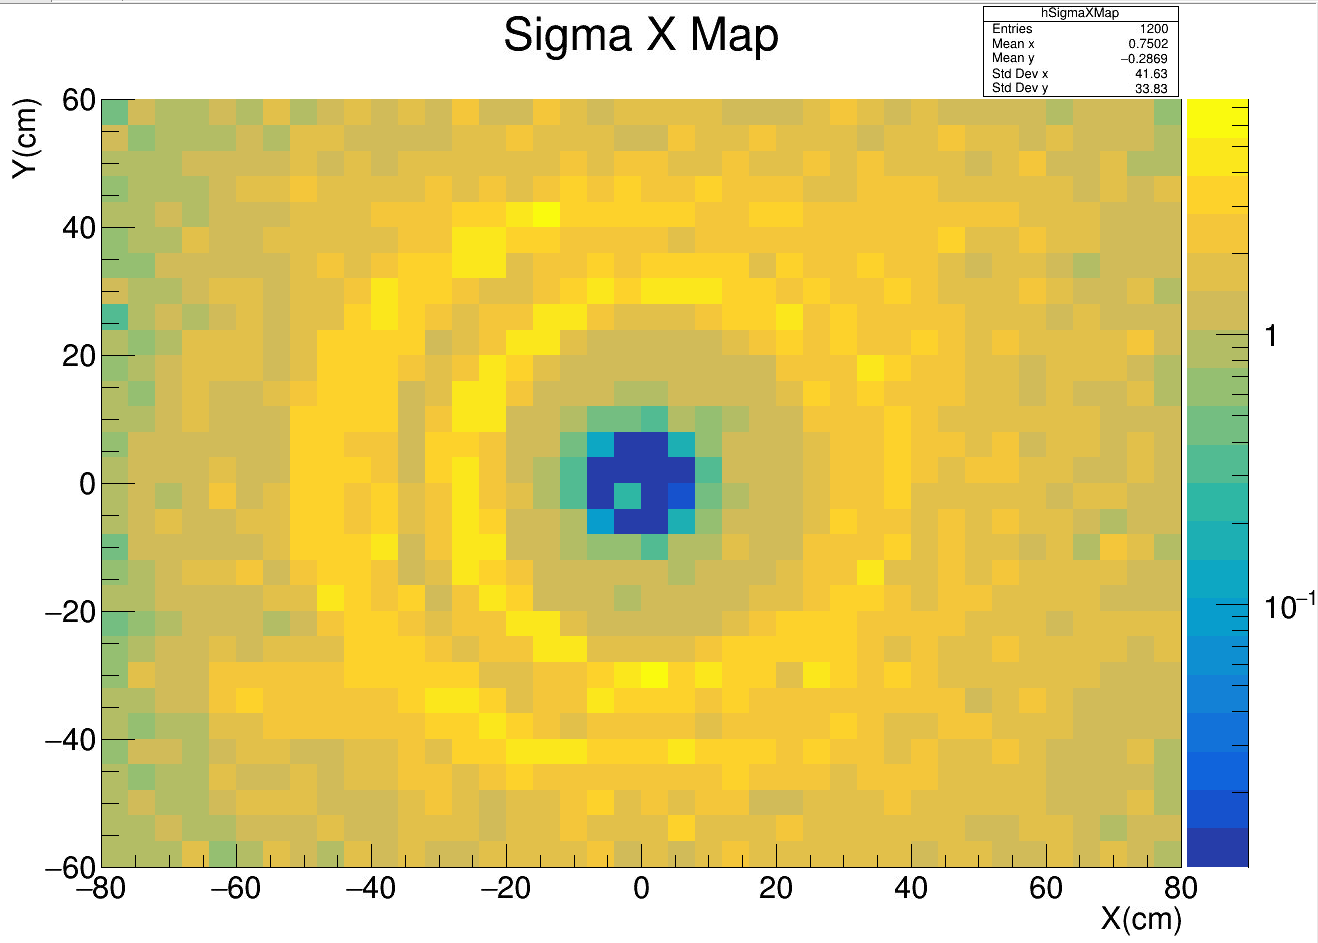 Sigma X Map
hSigmaXMap
Entries 1200
Mean x 0.7502
Mean y −0.2869
Std Dev x 41.63
Std Dev y 33.83
Y(cm)
60
40
20
0
−20
−40
−60
1
10⁻¹
−80 −60 −40 −20 0 20 40 60 80
X(cm)